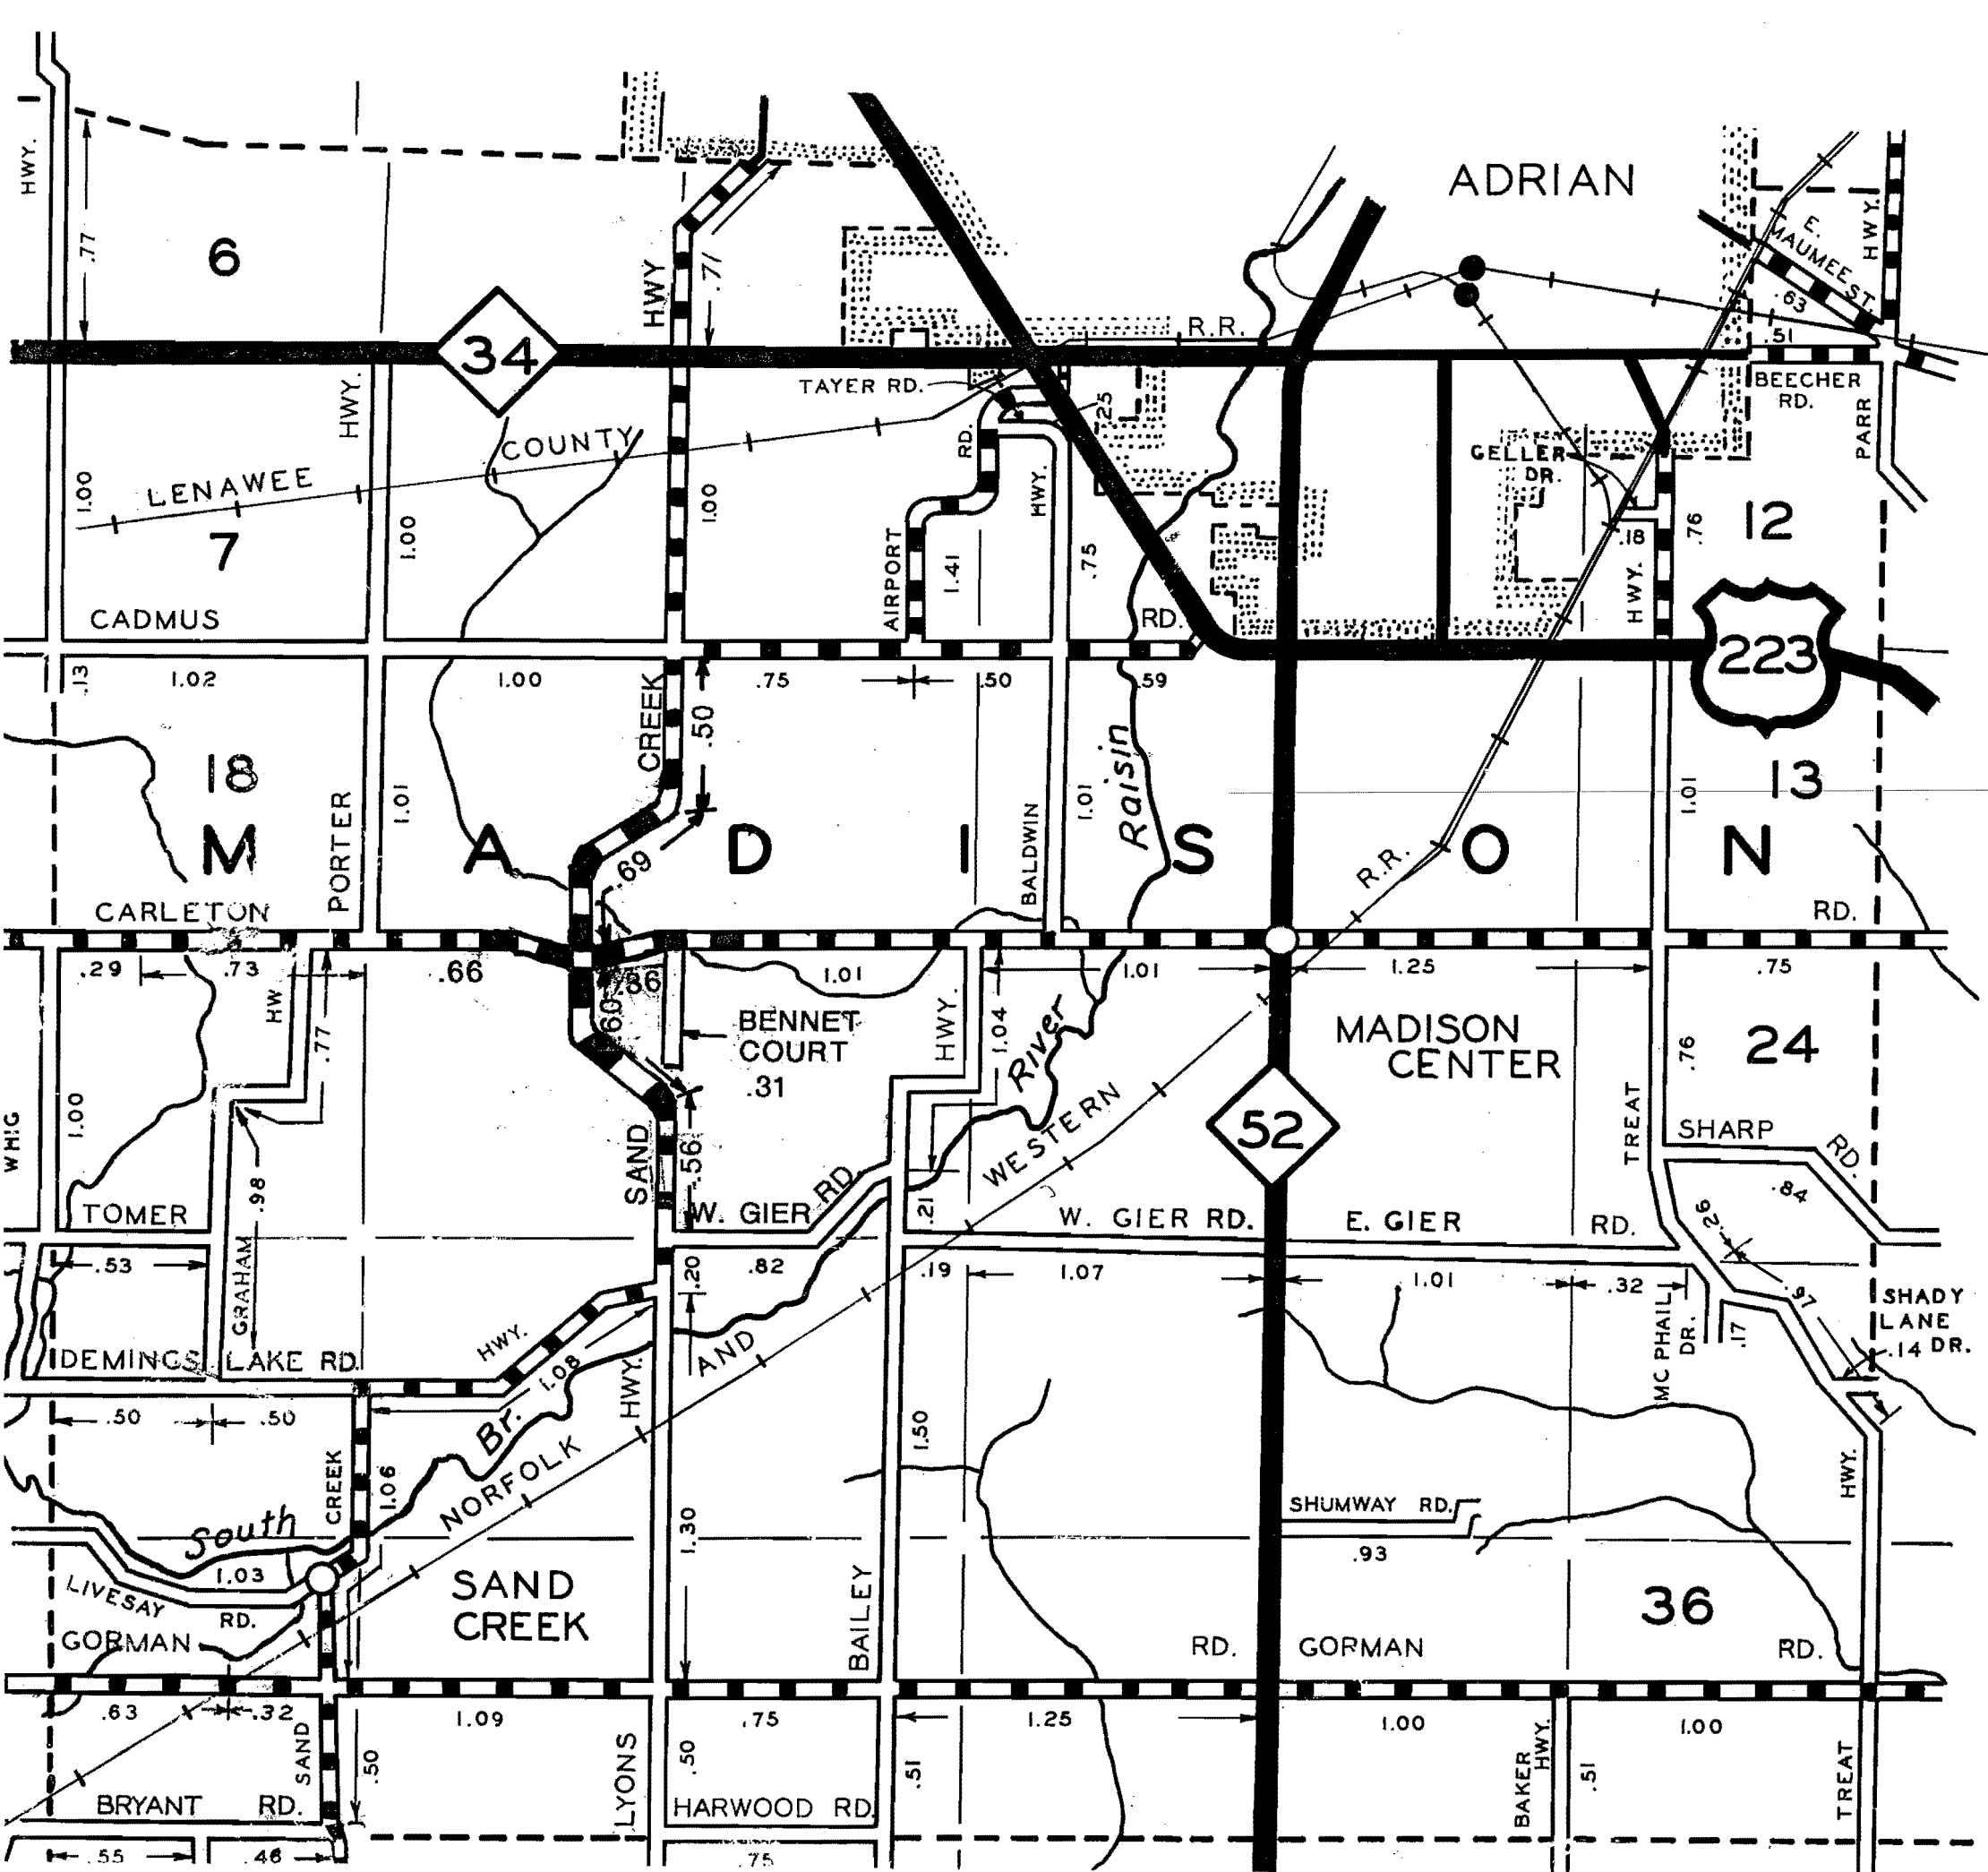 ADRIAN
HWY.
.77
6
HWY
.71
34
R.R.
E.
MAUMEE ST.
HWY.
.63
.51
BEECHER
RD.
PARR
TAYER RD.
.25
HWY.
LENAWEE COUNTY
1.00
7
1.00
1.00
RD.
HWY.
AIRPORT
1.41
.75
GELLER
DR.
.18
HWY.
.76
12
CADMUS
RD.
223
.13
1.02
1.00
.75
.50
.59
CREEK
.50
18
PORTER
1.01
BALDWIN
1.01
Raisin
1.01
13
M A D I S O N
.69
R.R.
CARLETON
RD.
.29
.73
.66
.86
1.01
1.01
1.25
.75
HW
.77
.60
BENNET
COURT
.31
HWY.
1.04
River
MADISON
CENTER
.76
24
WHIG
1.00
SAND
.56
WESTERN
52
TREAT
SHARP
RD.
.84
.98
TOMER
W. GIER RD.
.21
W. GIER RD.
E. GIER
RD.
.26
.53
GRAHAM
.20
.82
.19
1.07
1.01
.32
.97
MC PHAIL
DR.
.17
SHADY
LANE
.14 DR.
HWY.
1.08
AND
DEMINGS LAKE RD.
.50
.50
HWY.
Br.
1.50
CREEK
1.06
NORFOLK
HWY.
South
1.30
SHUMWAY RD.
.93
1.03
LIVESAY
RD.
SAND
CREEK
BAILEY
36
GORMAN
RD.
GORMAN
RD.
.63
.32
1.09
.75
1.25
1.00
1.00
SAND
.50
LYONS
.50
.51
BAKER
HWY.
.51
TREAT
BRYANT RD.
HARWOOD RD.
.55
.46
.75